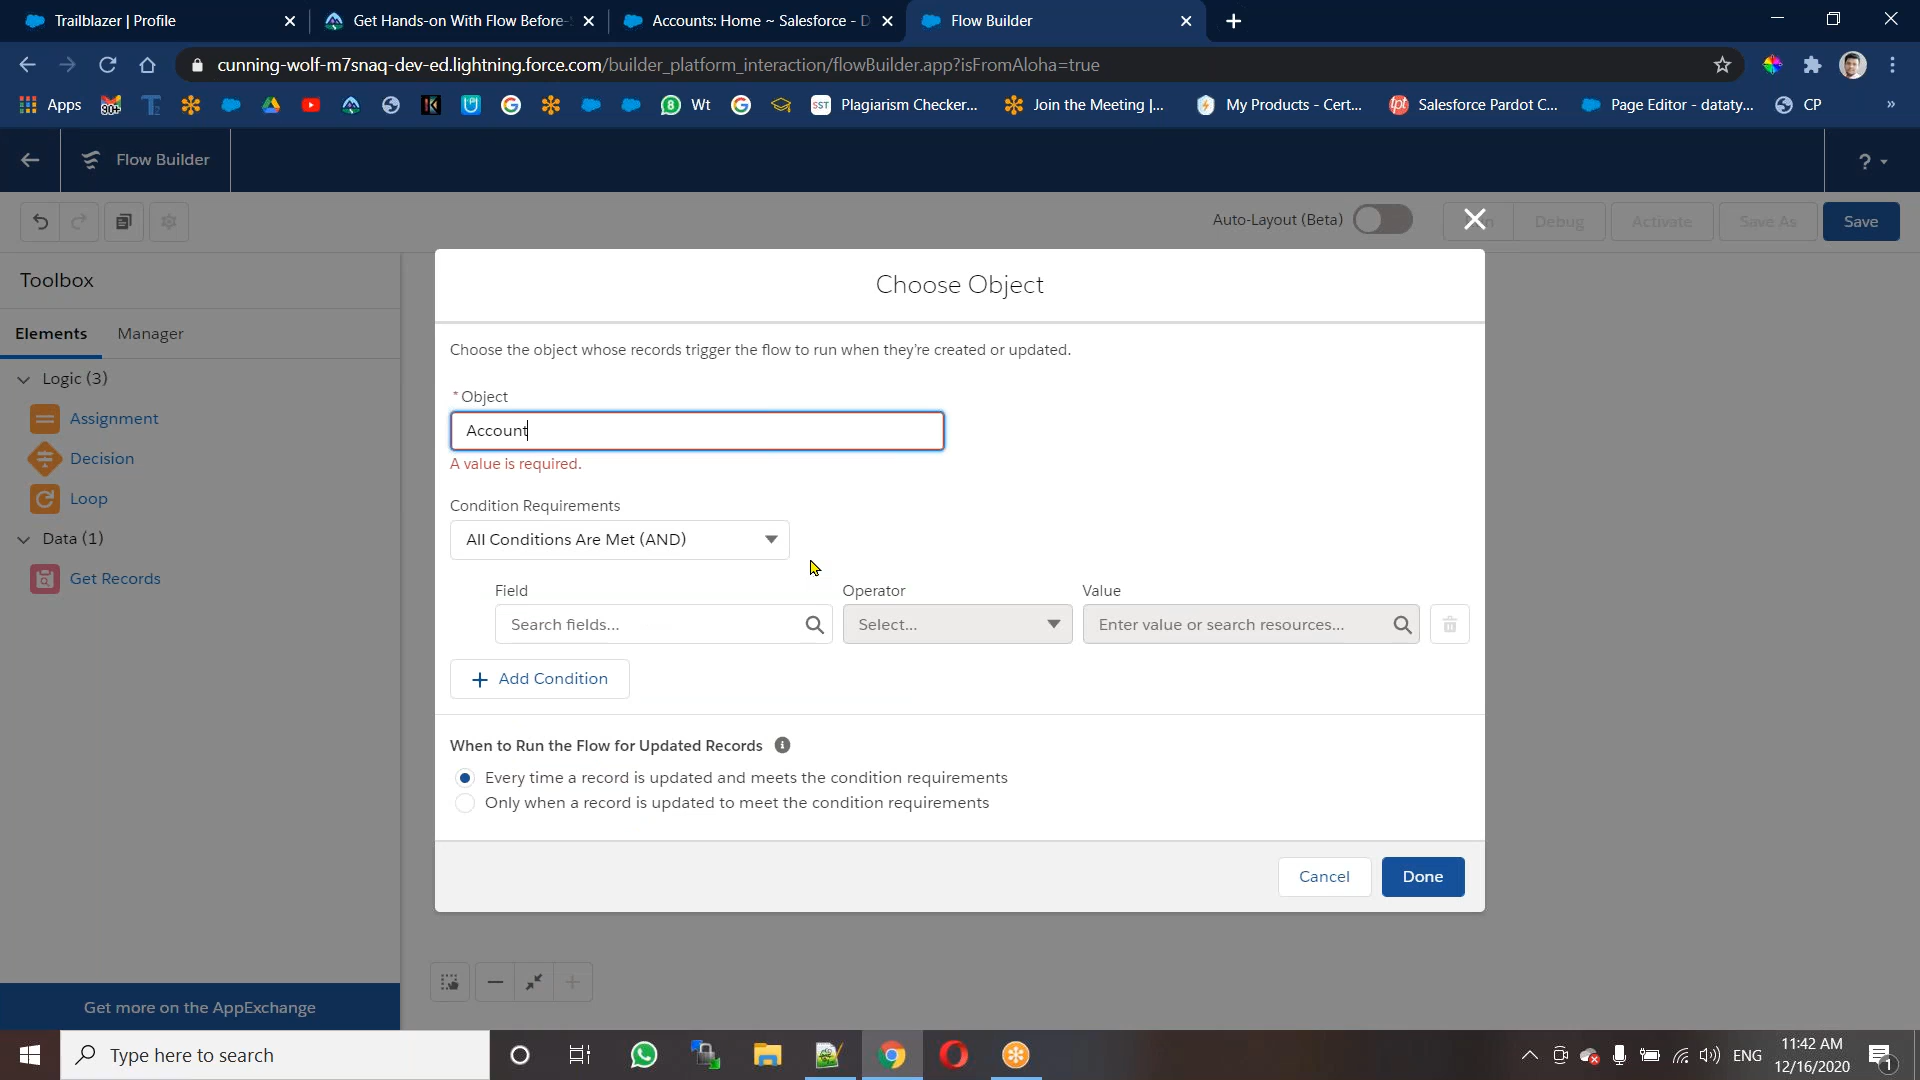 Trailblazer | Profile
Get Hands-on With Flow Before-
Accounts: Home ~ Salesforce - D
Flow Builder
cunning-wolf-m7snaq-dev-ed.lightning.force.com/builder_platform_interaction/flowBuilder.app?isFromAloha=true
Apps
90+
Wt
Plagiarism Checker...
Join the Meeting |...
My Products - Cert...
Salesforce Pardot C...
Page Editor - dataty...
CP
Flow Builder
?
Auto-Layout (Beta)
Debug
Activate
Save As
Save
Toolbox
Elements
Manager
Logic (3)
Assignment
Decision
Loop
Data (1)
Get Records
Get more on the AppExchange
Choose Object
Choose the object whose records trigger the flow to run when they're created or updated.
* Object
Account
A value is required.
Condition Requirements
All Conditions Are Met (AND)
Field
Operator
Value
Search fields...
Select...
Enter value or search resources...
+ Add Condition
When to Run the Flow for Updated Records
Every time a record is updated and meets the condition requirements
Only when a record is updated to meet the condition requirements
Cancel
Done
Type here to search
ENG
11:42 AM
12/16/2020
1